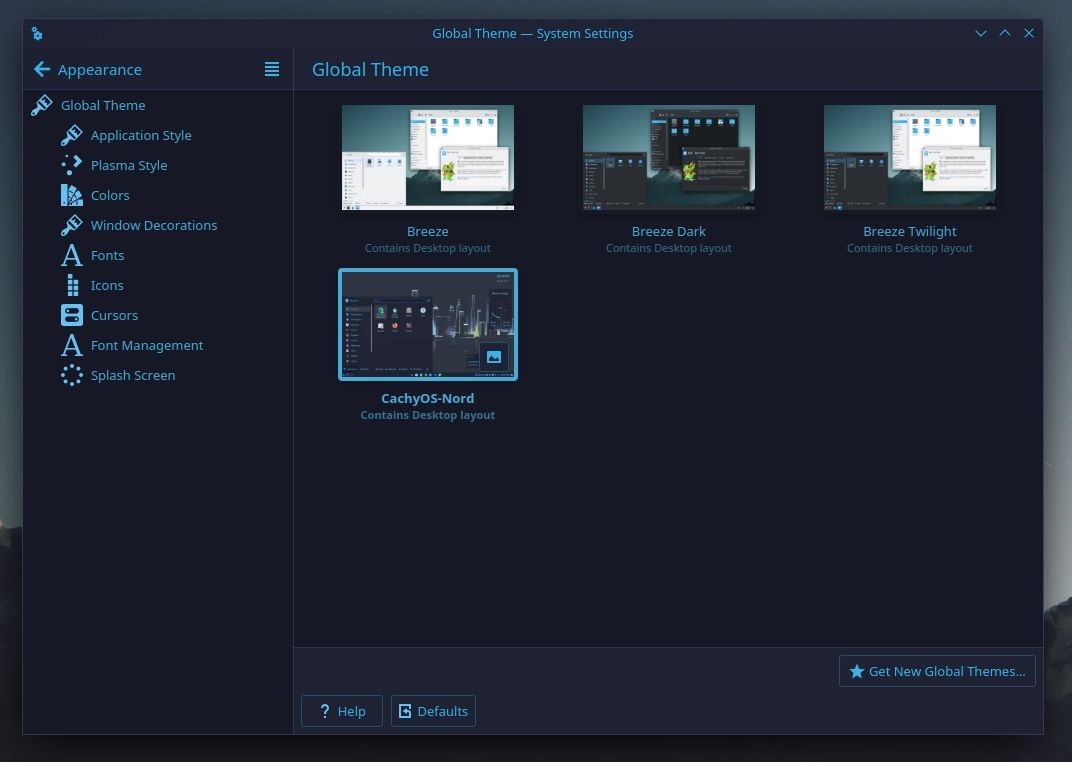 Global Theme — System Settings
Appearance
Global Theme
Global Theme
Application Style
Plasma Style
Colors
Window Decorations
Fonts
Icons
Cursors
Font Management
Splash Screen
Breeze
Contains Desktop layout
Breeze Dark
Contains Desktop layout
Breeze Twilight
Contains Desktop layout
CachyOS-Nord
Contains Desktop layout
Get New Global Themes...
? Help
Defaults